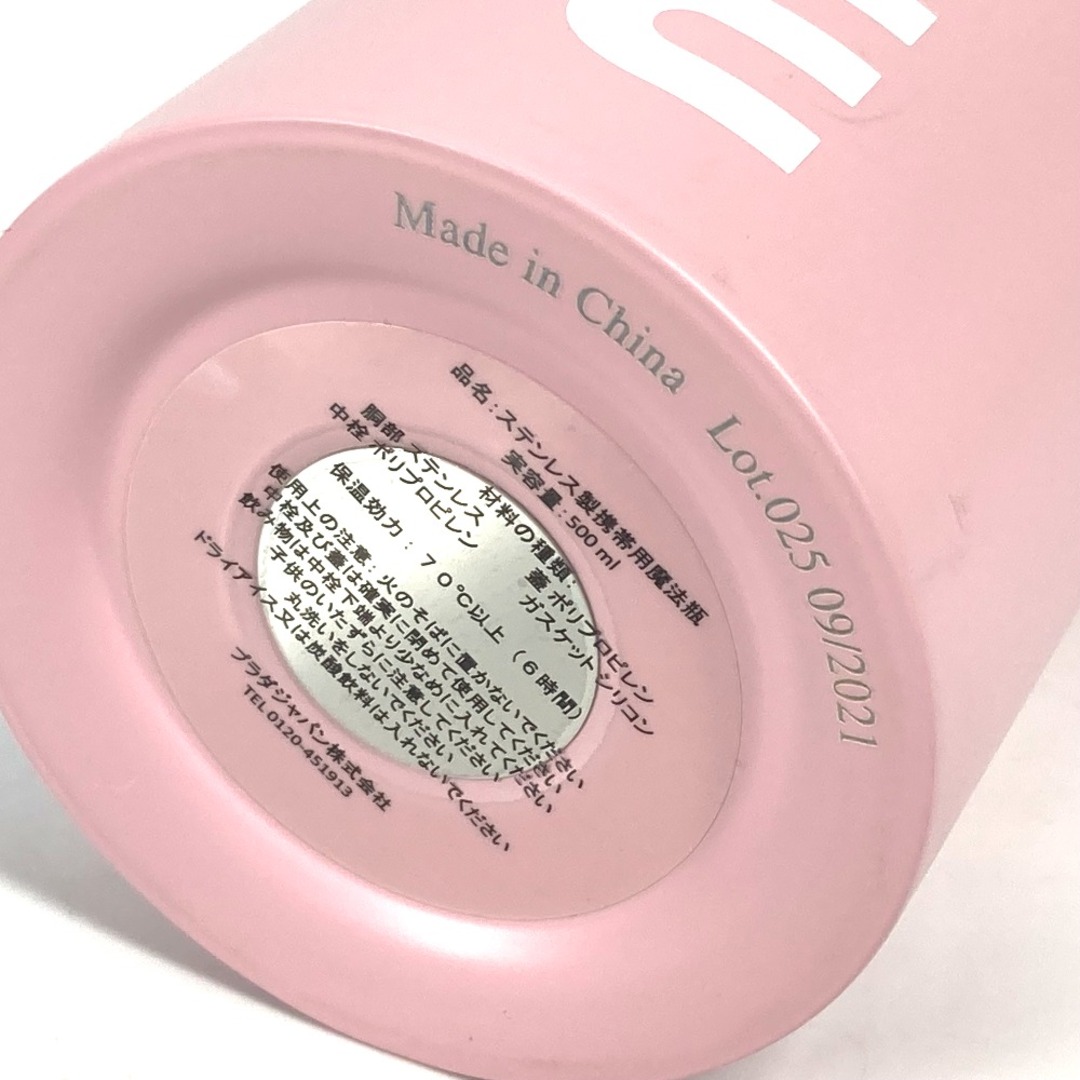 Made in China Lot.025 09/2021
品名:ステンレス製携帯用魔法瓶
実容量:500 ml
材料の種類:
胴部 ステンレス 蓋 ポリプロピレン
中栓 ポリプロピレン ガスケット シリコン
保温効力: 70℃以上 (6時間)
使用上の注意:火のそばに置かないでください
中栓及び蓋は確実に閉めて使用してください
飲み物は中栓下端より少なめに入れてください
子供のいたずらに注意してください
丸洗いをしないでください
ドライアイス又は炭酸飲料は入れないでください
プラダジャパン株式会社
TEL 0120-451913